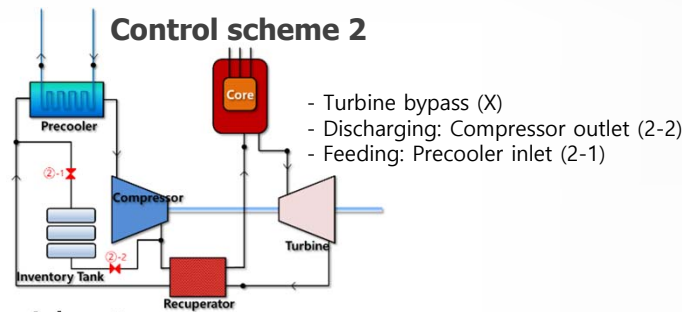 Control scheme 2
Core
- Turbine bypass (X)
- Discharging: Compressor outlet (2-2)
- Feeding: Precooler inlet (2-1)
Precooler
②-1
Compressor
Turbine
②-2
Inventory Tank
Recuperator